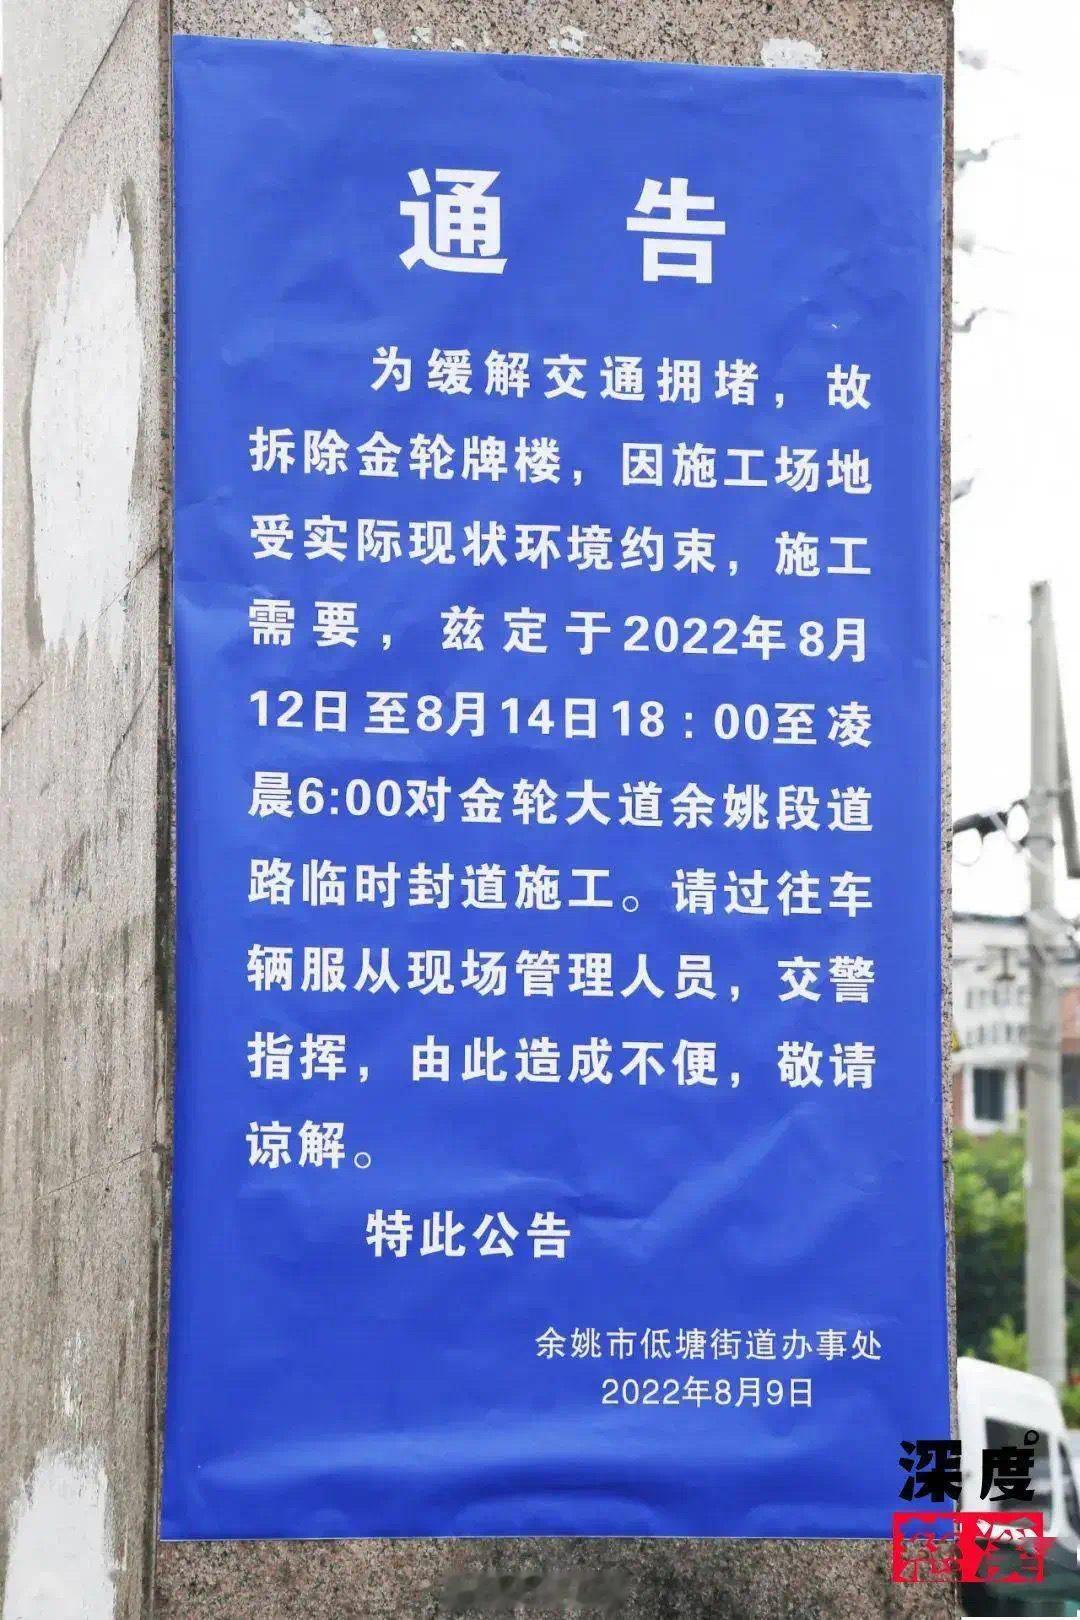 通告
为缓解交通拥堵，故
拆除金轮牌楼，因施工场地
受实际现状环境约束，施工
需要，兹定于2022年8月
12日至8月14日18：00至凌
晨6:00对金轮大道余姚段道
路临时封道施工。请过往车
辆服从现场管理人员，交警
指挥，由此造成不便，敬请
谅解。
特此公告
余姚市低塘街道办事处
2022年8月9日
深度
慈溪